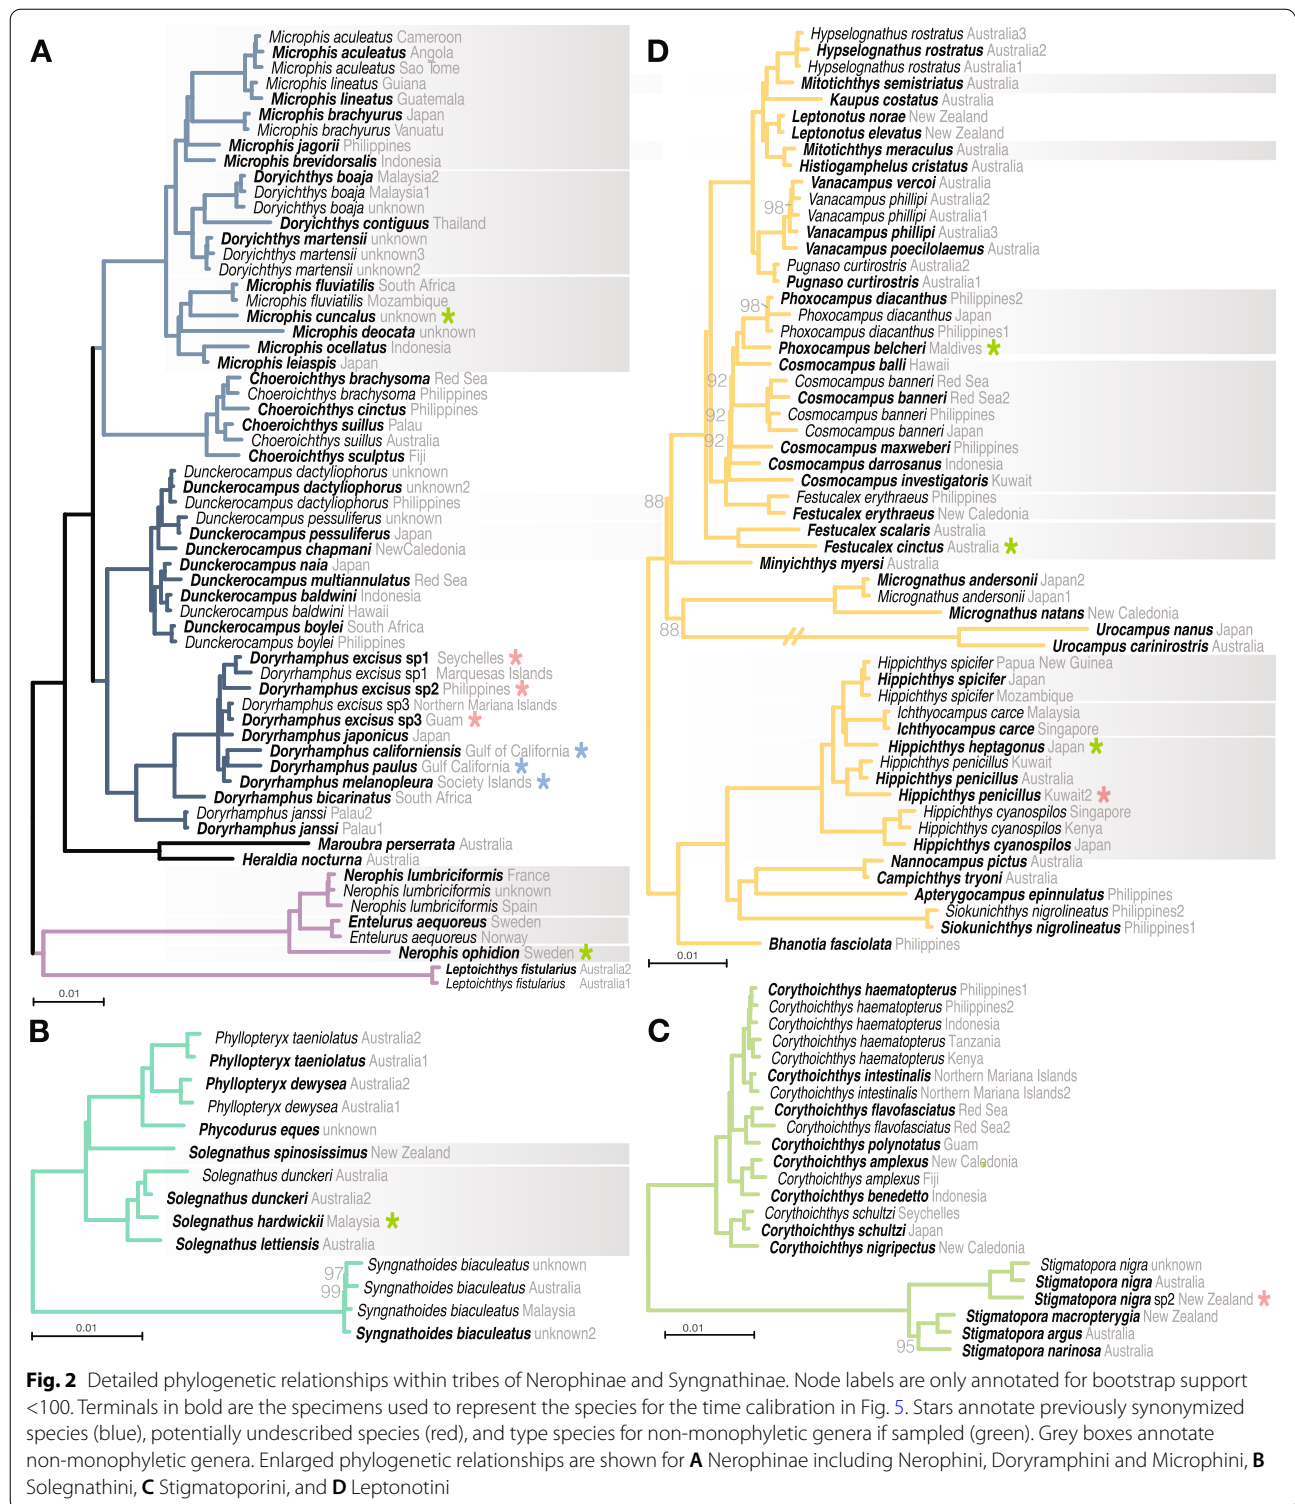 A
Microphis aculeatus Cameroon
Microphis aculeatus Angola
Microphis aculeatus Sao Tome
Microphis lineatus Guiana
Microphis lineatus Guatemala
Microphis brachyurus Japan
Microphis brachyurus Vanuatu
Microphis jagorii Philippines
Microphis brevidorsalis Indonesia
Doryichthys boaja Malaysia2
Doryichthys boaja Malaysia1
Doryichthys boaja unknown
Doryichthys contiguus Thailand
Doryichthys martensii unknown
Doryichthys martensii unknown3
Doryichthys martensii unknown2
Microphis fluviatilis South Africa
Microphis fluviatilis Mozambique
Microphis cuncalus unknown *
Microphis deocata unknown
Microphis ocellatus Indonesia
Microphis leiaspis Japan
Choeroichthys brachysoma Red Sea
Choeroichthys brachysoma Philippines
Choeroichthys cinctus Philippines
Choeroichthys suillus Palau
Choeroichthys suillus Australia
Choeroichthys sculptus Fiji
Dunckerocampus dactyliophorus unknown
Dunckerocampus dactyliophorus unknown2
Dunckerocampus dactyliophorus Philippines
Dunckerocampus pessuliferus unknown
Dunckerocampus pessuliferus Japan
Dunckerocampus chapmani NewCaledonia
Dunckerocampus naia Japan
Dunckerocampus multiannulatus Red Sea
Dunckerocampus baldwini Indonesia
Dunckerocampus baldwini Hawaii
Dunckerocampus boylei South Africa
Dunckerocampus boylei Philippines
Doryrhamphus excisus sp1 Seychelles *
Doryrhamphus excisus sp1 Marquesas Islands
Doryrhamphus excisus sp2 Philippines *
Doryrhamphus excisus sp3 Northern Mariana Islands
Doryrhamphus excisus sp3 Guam *
Doryrhamphus japonicus Japan
Doryrhamphus californiensis Gulf of California *
Doryrhamphus paulus Gulf California *
Doryrhamphus melanopleura Society Islands *
Doryrhamphus bicarinatus South Africa
Doryrhamphus janssi Palau2
Doryrhamphus janssi Palau1
Maroubra perserrata Australia
Heraldia nocturna Australia
Nerophis lumbriciformis France
Nerophis lumbriciformis unknown
Nerophis lumbriciformis Spain
Entelurus aequoreus Sweden
Entelurus aequoreus Norway
Nerophis ophidion Sweden *
Leptoichthys fistularius Australia2
Leptoichthys fistularius Australia1
0.01
B
Phyllopteryx taeniolatus Australia2
Phyllopteryx taeniolatus Australia1
Phyllopteryx dewysea Australia2
Phyllopteryx dewysea Australia1
Phycodurus eques unknown
Solegnathus spinosissimus New Zealand
Solegnathus dunckeri Australia
Solegnathus dunckeri Australia2
Solegnathus hardwickii Malaysia *
Solegnathus lettiensis Australia
Syngnathoides biaculeatus unknown
97
Syngnathoides biaculeatus Australia
99
Syngnathoides biaculeatus Malaysia
Syngnathoides biaculeatus unknown2
0.01
D
Hypselognathus rostratus Australia3
Hypselognathus rostratus Australia2
Hypselognathus rostratus Australia1
Mitotichthys semistriatus Australia
Kaupus costatus Australia
Leptonotus norae New Zealand
Leptonotus elevatus New Zealand
Mitotichthys meraculus Australia
Histiogamphelus cristatus Australia
Vanacampus vercoi Australia
Vanacampus phillipi Australia2
98
Vanacampus phillipi Australia1
Vanacampus phillipi Australia3
Vanacampus poecilolaemus Australia
Pugnaso curtirostris Australia2
Pugnaso curtirostris Australia1
Phoxocampus diacanthus Philippines2
98
Phoxocampus diacanthus Japan
Phoxocampus diacanthus Philippines1
Phoxocampus belcheri Maldives *
Cosmocampus balli Hawaii
92
Cosmocampus banneri Red Sea
Cosmocampus banneri Red Sea2
92
Cosmocampus banneri Philippines
Cosmocampus banneri Japan
92
Cosmocampus maxweberi Philippines
Cosmocampus darrosanus Indonesia
Cosmocampus investigatoris Kuwait
88
Festucalex erythraeus Philippines
Festucalex erythraeus New Caledonia
Festucalex scalaris Australia
Festucalex cinctus Australia *
Minyichthys myersi Australia
Micrognathus andersonii Japan2
Micrognathus andersonii Japan1
Micrognathus natans New Caledonia
88
Urocampus nanus Japan
Urocampus carinirostris Australia
Hippichthys spicifer Papua New Guinea
Hippichthys spicifer Japan
Hippichthys spicifer Mozambique
Ichthyocampus carce Malaysia
Ichthyocampus carce Singapore
Hippichthys heptagonus Japan *
Hippichthys penicillus Kuwait
Hippichthys penicillus Australia
Hippichthys penicillus Kuwait2 *
Hippichthys cyanospilos Singapore
Hippichthys cyanospilos Kenya
Hippichthys cyanospilos Japan
Nannocampus pictus Australia
Campichthys tryoni Australia
Apterygocampus epinnulatus Philippines
Siokunichthys nigrolineatus Philippines2
Siokunichthys nigrolineatus Philippines1
Bhanotia fasciolata Philippines
0.01
C
Corythoichthys haematopterus Philippines1
Corythoichthys haematopterus Philippines2
Corythoichthys haematopterus Indonesia
Corythoichthys haematopterus Tanzania
Corythoichthys haematopterus Kenya
Corythoichthys intestinalis Northern Mariana Islands
Corythoichthys intestinalis Northern Mariana Islands2
Corythoichthys flavofasciatus Red Sea
Corythoichthys flavofasciatus Red Sea2
Corythoichthys polynotatus Guam
Corythoichthys amplexus New Caledonia
Corythoichthys amplexus Fiji
Corythoichthys benedetto Indonesia
Corythoichthys schultzi Seychelles
Corythoichthys schultzi Japan
Corythoichthys nigripectus New Caledonia
Stigmatopora nigra unknown
Stigmatopora nigra Australia
Stigmatopora nigra sp2 New Zealand *
Stigmatopora macropterygia New Zealand
Stigmatopora argus Australia
95
Stigmatopora narinosa Australia
0.01
Fig. 2 Detailed phylogenetic relationships within tribes of Nerophinae and Syngnathinae. Node labels are only annotated for bootstrap support
<100. Terminals in bold are the specimens used to represent the species for the time calibration in Fig. 5. Stars annotate previously synonymized
species (blue), potentially undescribed species (red), and type species for non-monophyletic genera if sampled (green). Grey boxes annotate
non-monophyletic genera. Enlarged phylogenetic relationships are shown for A Nerophinae including Nerophini, Doryramphini and Microphini, B
Solegnathini, C Stigmatoporini, and D Leptonotini